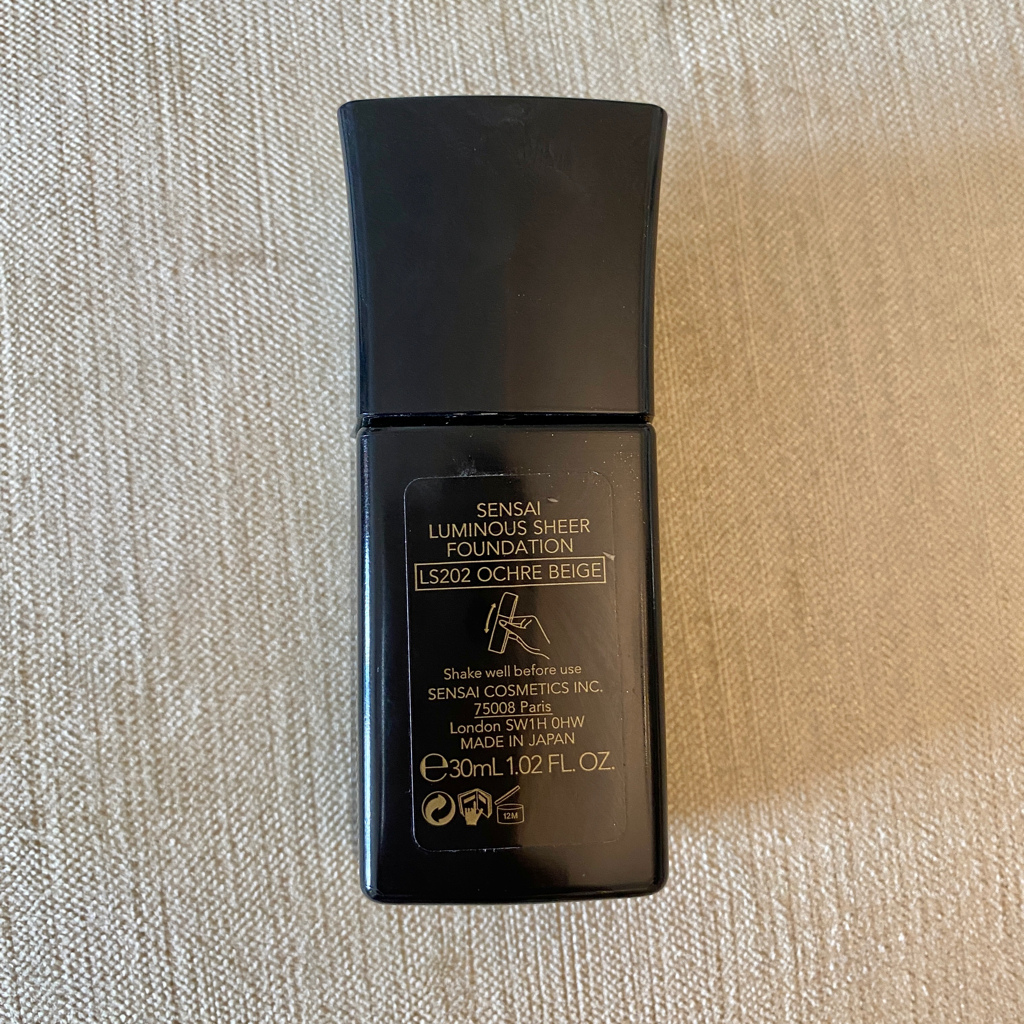 SENSAI
LUMINOUS SHEER
FOUNDATION
LS202 OCHRE BEIGE
Shake well before use
SENSAI COSMETICS INC.
75008 Paris
London SW1H 0HW
MADE IN JAPAN
℮30mL 1.02 FL. OZ.
12M